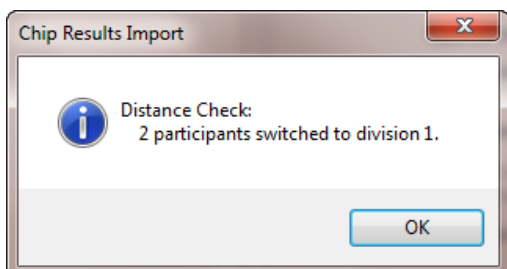 Chip Results Import
Distance Check:
2 participants switched to division 1.
OK